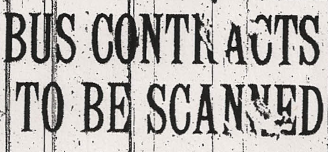 BUS CONTRACTS
TO BE SCANNED